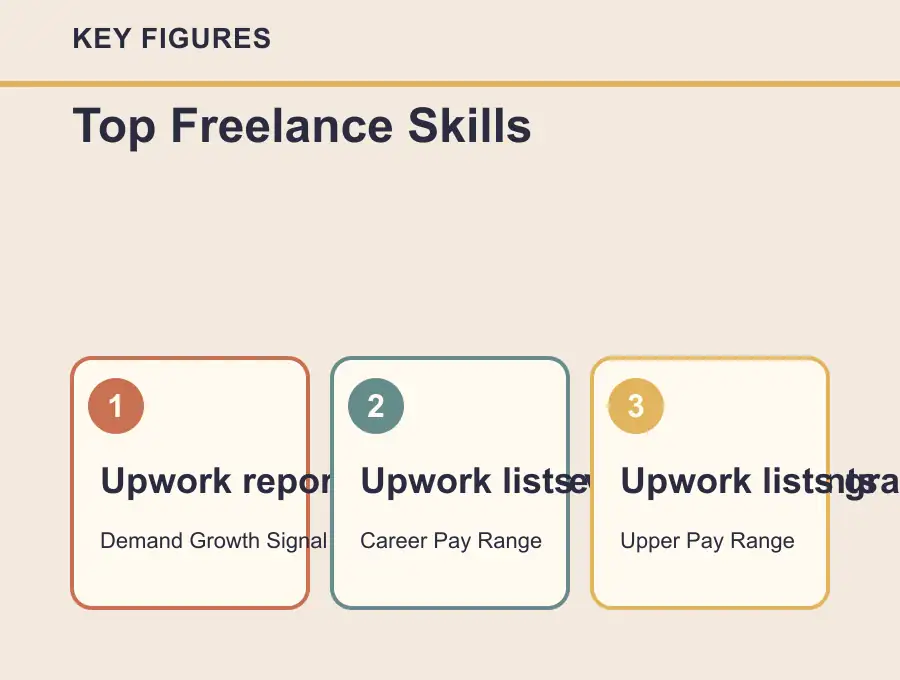 KEY FIGURES
Top Freelance Skills
1
2
3
Upwork repor
Upwork lists
Upwork lists
Demand Growth Signal
Career Pay Range
Upper Pay Range